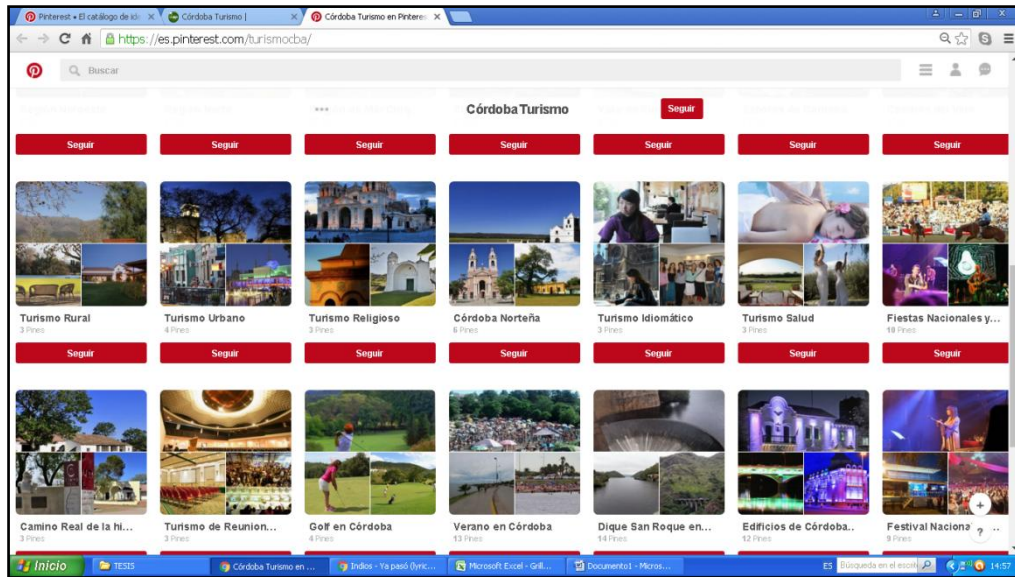 Pinterest • El catálogo de id
Córdoba Turismo |
Córdoba Turismo en Pinteres
https://es.pinterest.com/turismocba/
Buscar
Córdoba Turismo
Seguir
Seguir Seguir Seguir Seguir Seguir Seguir Seguir
Turismo Rural Turismo Urbano Turismo Religioso Córdoba Norteña Turismo Idiomático Turismo Salud Fiestas Nacionales y...
3 Pines 4 Pines 3 Pines 6 Pines 3 Pines 3 Pines 10 Pines
Seguir Seguir Seguir Seguir Seguir Seguir Seguir
Camino Real de la hi... Turismo de Reunion... Golf en Córdoba Verano en Córdoba Dique San Roque en... Edificios de Córdoba.. Festival Naciona
3 Pines 3 Pines 4 Pines 13 Pines 14 Pines 12 Pines 9 Pines
Inicio TESIS Córdoba Turismo en ... Indios - Ya pasó (lyric... Microsoft Excel - Gril... Documento1 - Micros... ES Búsqueda en el escrit 14:57